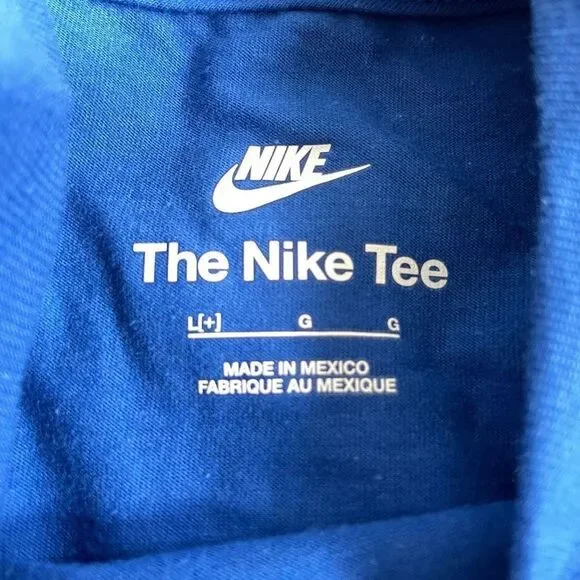 NIKE
The Nike Tee
L[+] G G
MADE IN MEXICO
FABRIQUE AU MEXIQUE